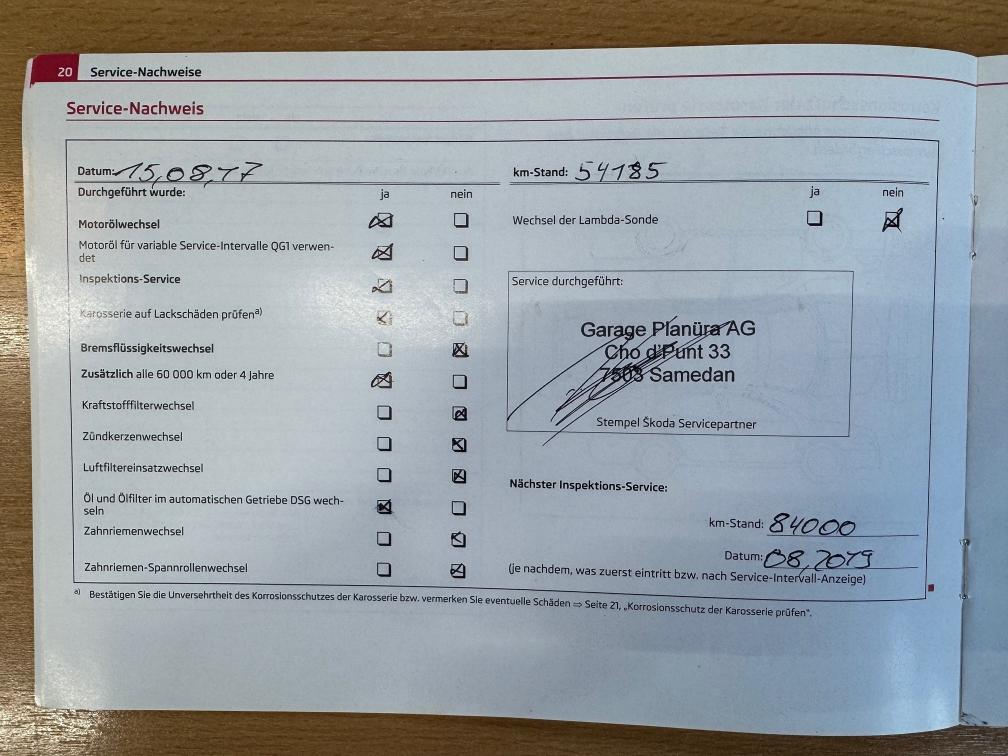 20 Service-Nachweise
Service-Nachweis
Datum: 15,08,17
km-Stand: 54185
Durchgeführt wurde: ja nein
ja nein
Motorölwechsel
Wechsel der Lambda-Sonde
Motoröl für variable Service-Intervalle QG1 verwen-
det
Inspektions-Service
Karosserie auf Lackschäden prüfen a)
Bremsflüssigkeitswechsel
Zusätzlich alle 60 000 km oder 4 Jahre
Kraftstofffilterwechsel
Zündkerzenwechsel
Luftfiltereinsatzwechsel
Öl und Ölfilter im automatischen Getriebe DSG wech-
seln
Zahnriemenwechsel
Zahnriemen-Spannrollenwechsel
Service durchgeführt:
Garage Planüra AG
Cho d'Punt 33
7503 Samedan
Stempel Škoda Servicepartner
Nächster Inspektions-Service:
km-Stand: 84000
Datum: 08,2019
(je nachdem, was zuerst eintritt bzw. nach Service-Intervall-Anzeige)
a) Bestätigen Sie die Unversehrtheit des Korrosionsschutzes der Karosserie bzw. vermerken Sie eventuelle Schäden ⇒ Seite 21, „Korrosionsschutz der Karosserie prüfen".